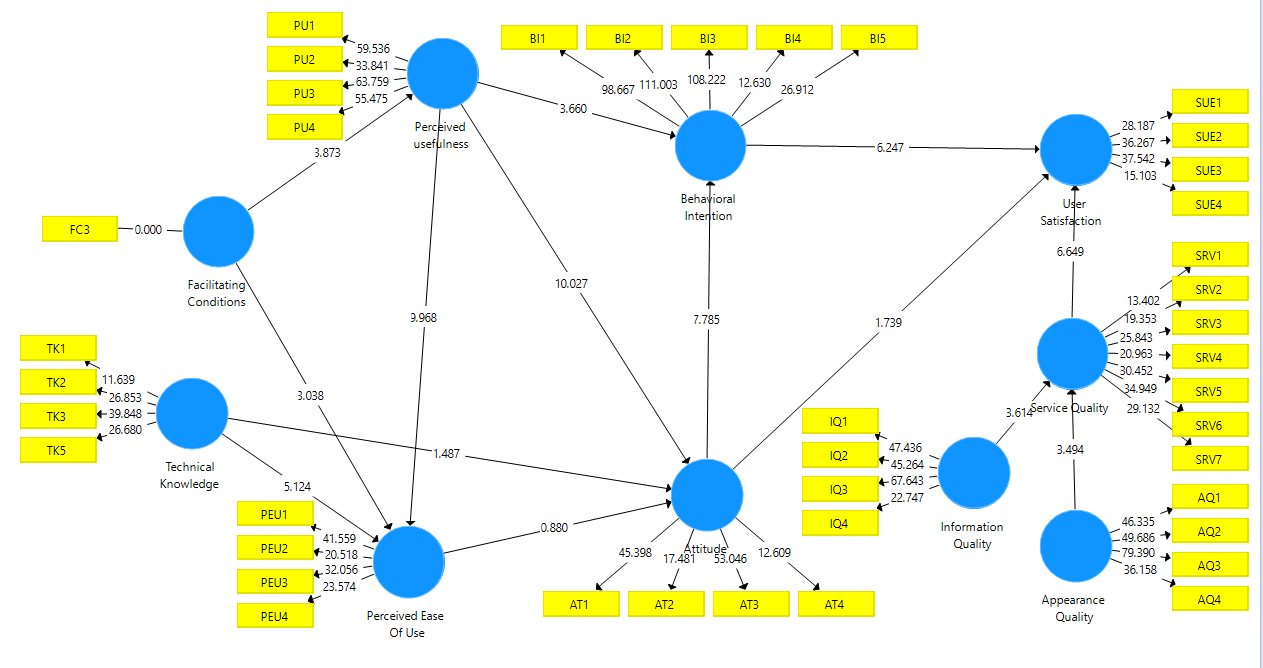 PU1
PU2
PU3
PU4
59.536
33.841
63.759
55.475
Perceived
usefulness
BI1
BI2
BI3
BI4
BI5
98.667
111.003
108.222
12.630
26.912
3.660
Behavioral
Intention
6.247
SUE1
SUE2
SUE3
SUE4
28.187
36.267
37.542
15.103
User
Satisfaction
3.873
FC3
0.000
Facilitating
Conditions
10.027
9.968
7.785
1.739
6.649
SRV1
SRV2
SRV3
SRV4
SRV5
SRV6
SRV7
13.402
19.353
25.843
20.963
30.452
34.949
29.132
Service Quality
TK1
TK2
TK3
TK5
11.639
26.853
39.848
26.680
Technical
Knowledge
3.038
1.487
5.124
3.614
3.494
IQ1
IQ2
IQ3
IQ4
47.436
45.264
67.643
22.747
Information
Quality
PEU1
PEU2
PEU3
PEU4
41.559
20.518
32.056
23.574
Perceived Ease
Of Use
0.880
Attitude
45.398
17.481
53.046
12.609
AT1
AT2
AT3
AT4
AQ1
AQ2
AQ3
AQ4
46.335
49.686
79.390
36.158
Appearance
Quality